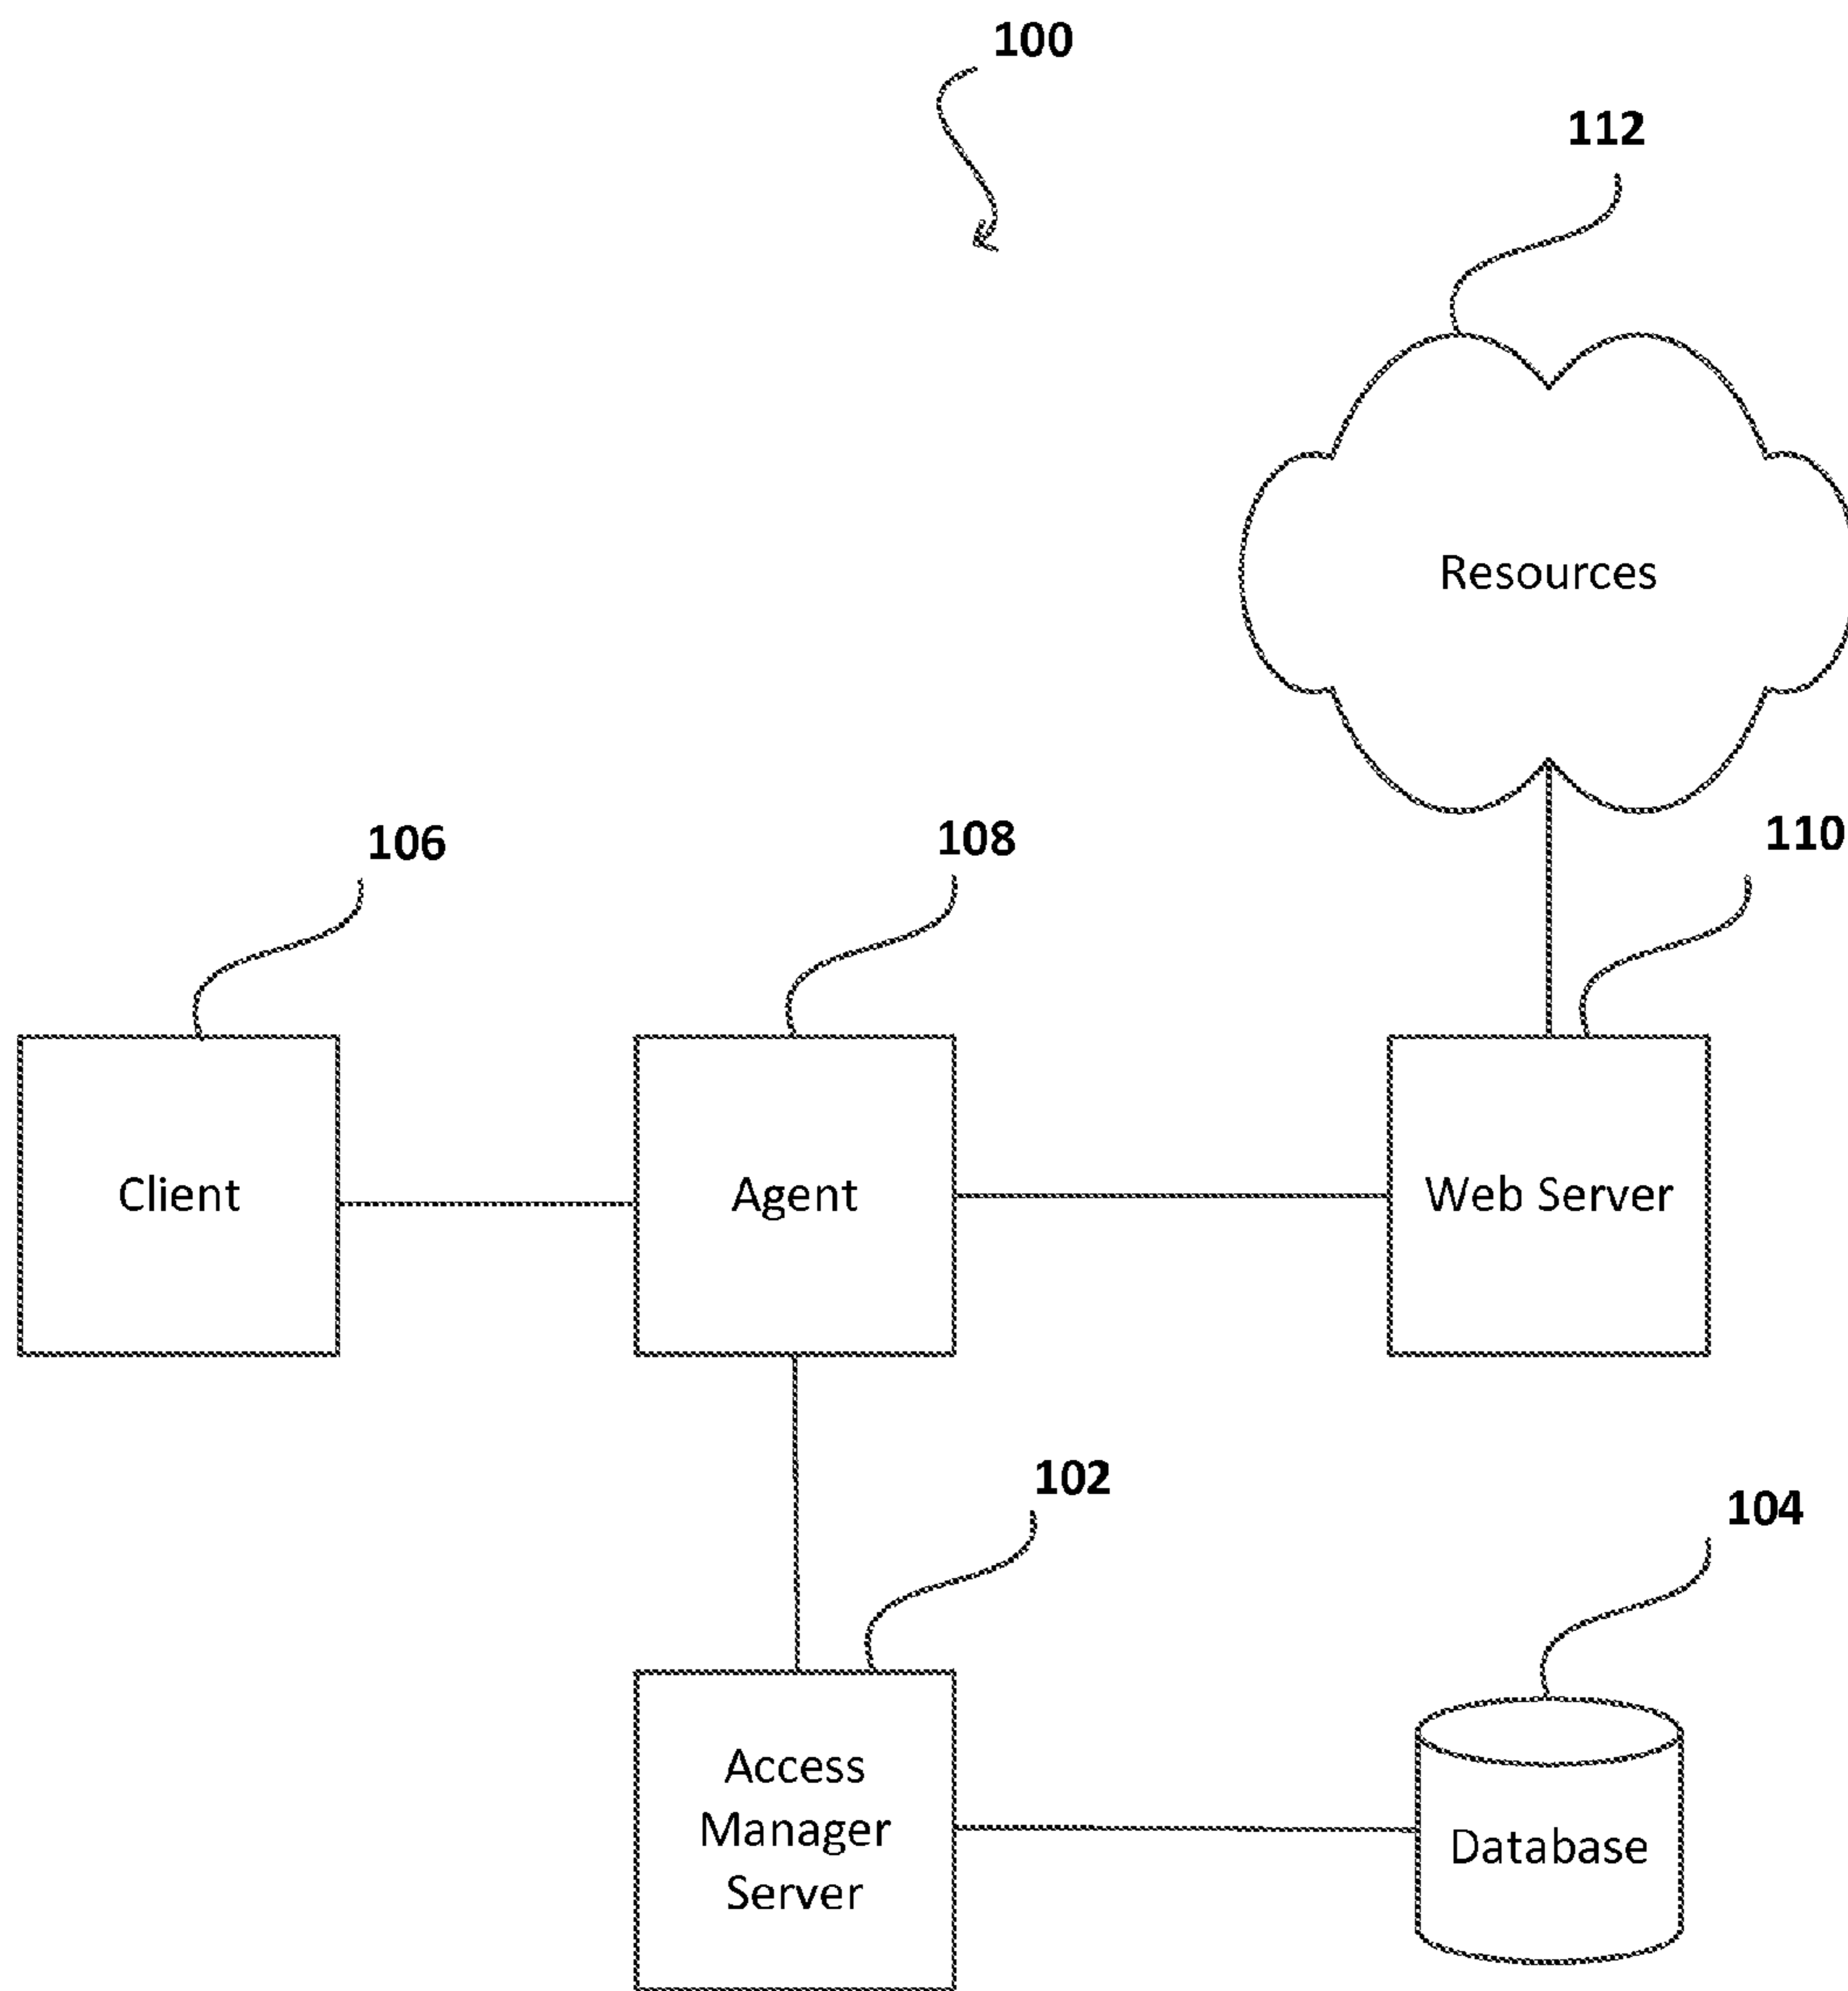 100
112
Resources
106
108
110
Client
Agent
Web Server
102
104
Access
Manager
Server
Database